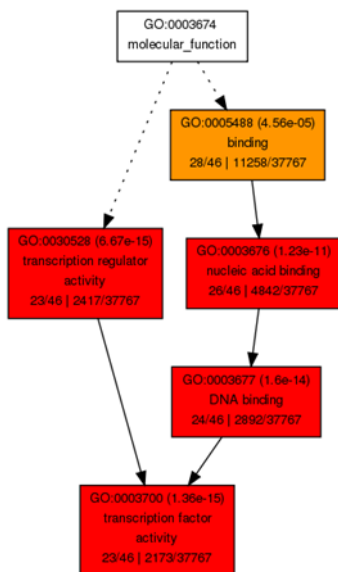 GO:0003674
molecular_function
GO:0005488 (4.56e-05)
binding
28/46 | 11258/37767
GO:0030528 (6.67e-15)
transcription regulator
activity
23/46 | 2417/37767
GO:0003676 (1.23e-11)
nucleic acid binding
26/46 | 4842/37767
GO:0003677 (1.6e-14)
DNA binding
24/46 | 2892/37767
GO:0003700 (1.36e-15)
transcription factor
activity
23/46 | 2173/37767